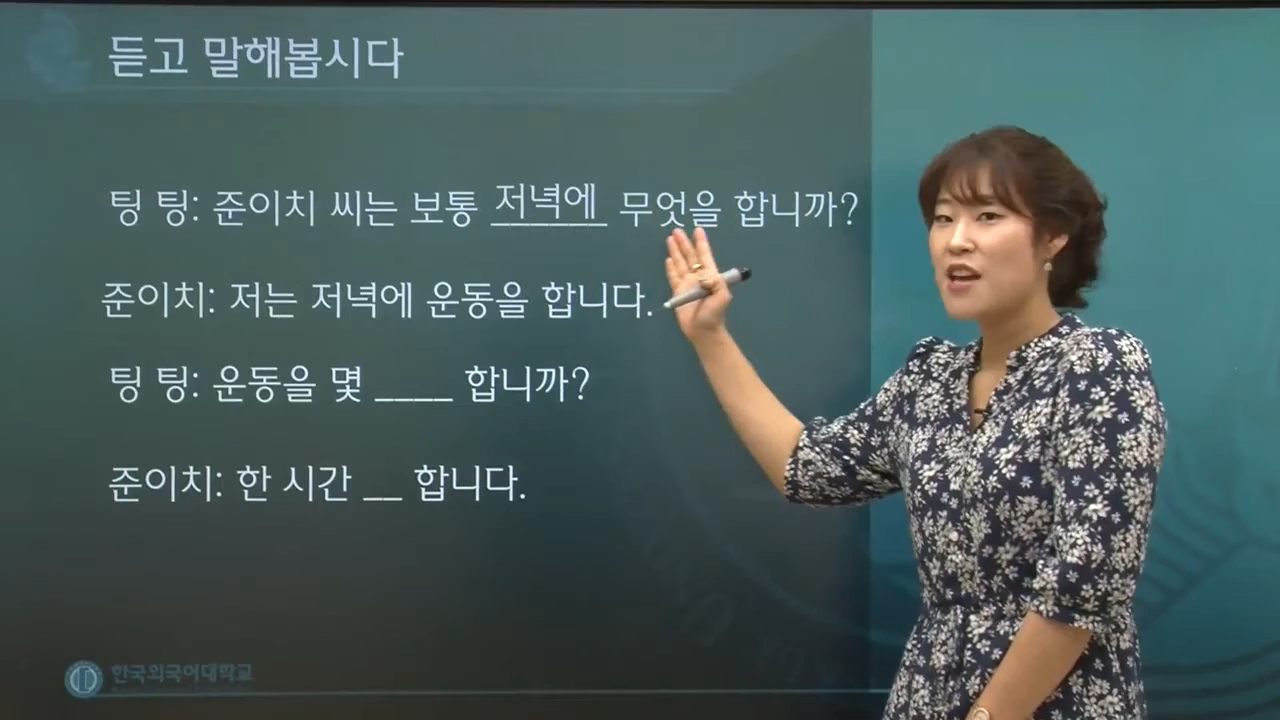 듣고 말해봅시다
팅 팅: 준이치 씨는 보통 저녁에 무엇을 합니까?
준이치: 저는 저녁에 운동을 합니다.
팅 팅: 운동을 몇 ____ 합니까?
준이치: 한 시간 __ 합니다.
한국외국어대학교